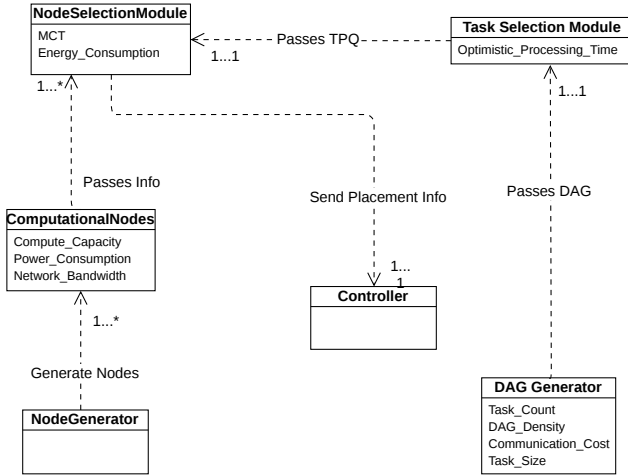 NodeSelectionModule
MCT
Energy_Consumption
Task Selection Module
Optimistic_Processing_Time
Passes TPQ
1...1
1...*
1...1
Passes Info
Passes DAG
Send Placement Info
ComputationalNodes
Compute_Capacity
Power_Consumption
Network_Bandwidth
1...
1
Controller
1...*
Generate Nodes
DAG Generator
Task_Count
DAG_Density
Communication_Cost
Task_Size
NodeGenerator